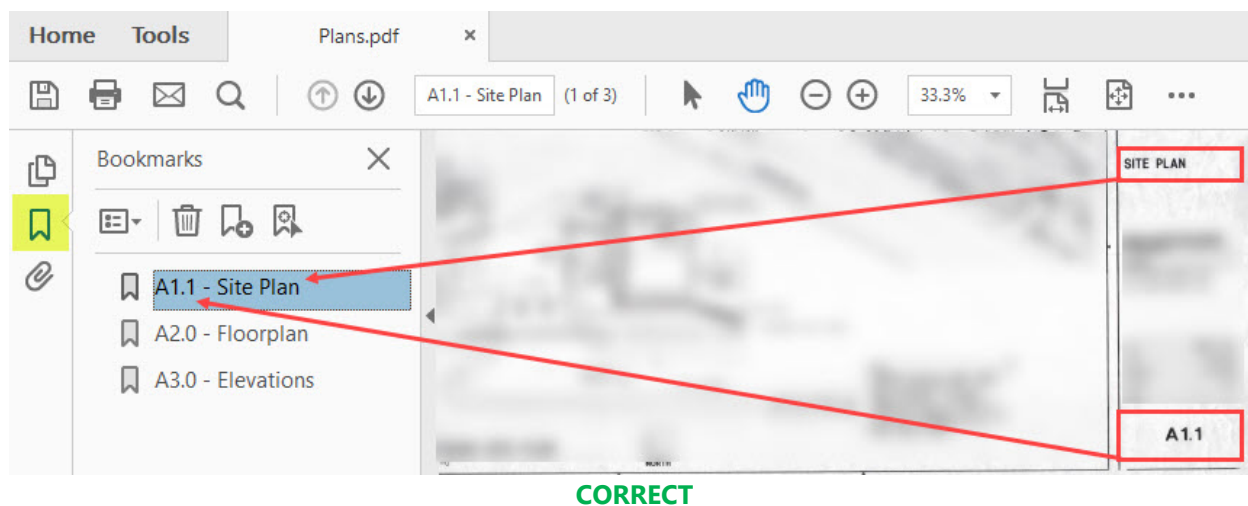 Home Tools Plans.pdf ×
A1.1 - Site Plan (1 of 3) 33.3%
Bookmarks
SITE PLAN
A1.1 - Site Plan
A2.0 - Floorplan
A3.0 - Elevations
A1.1
NORTH
CORRECT